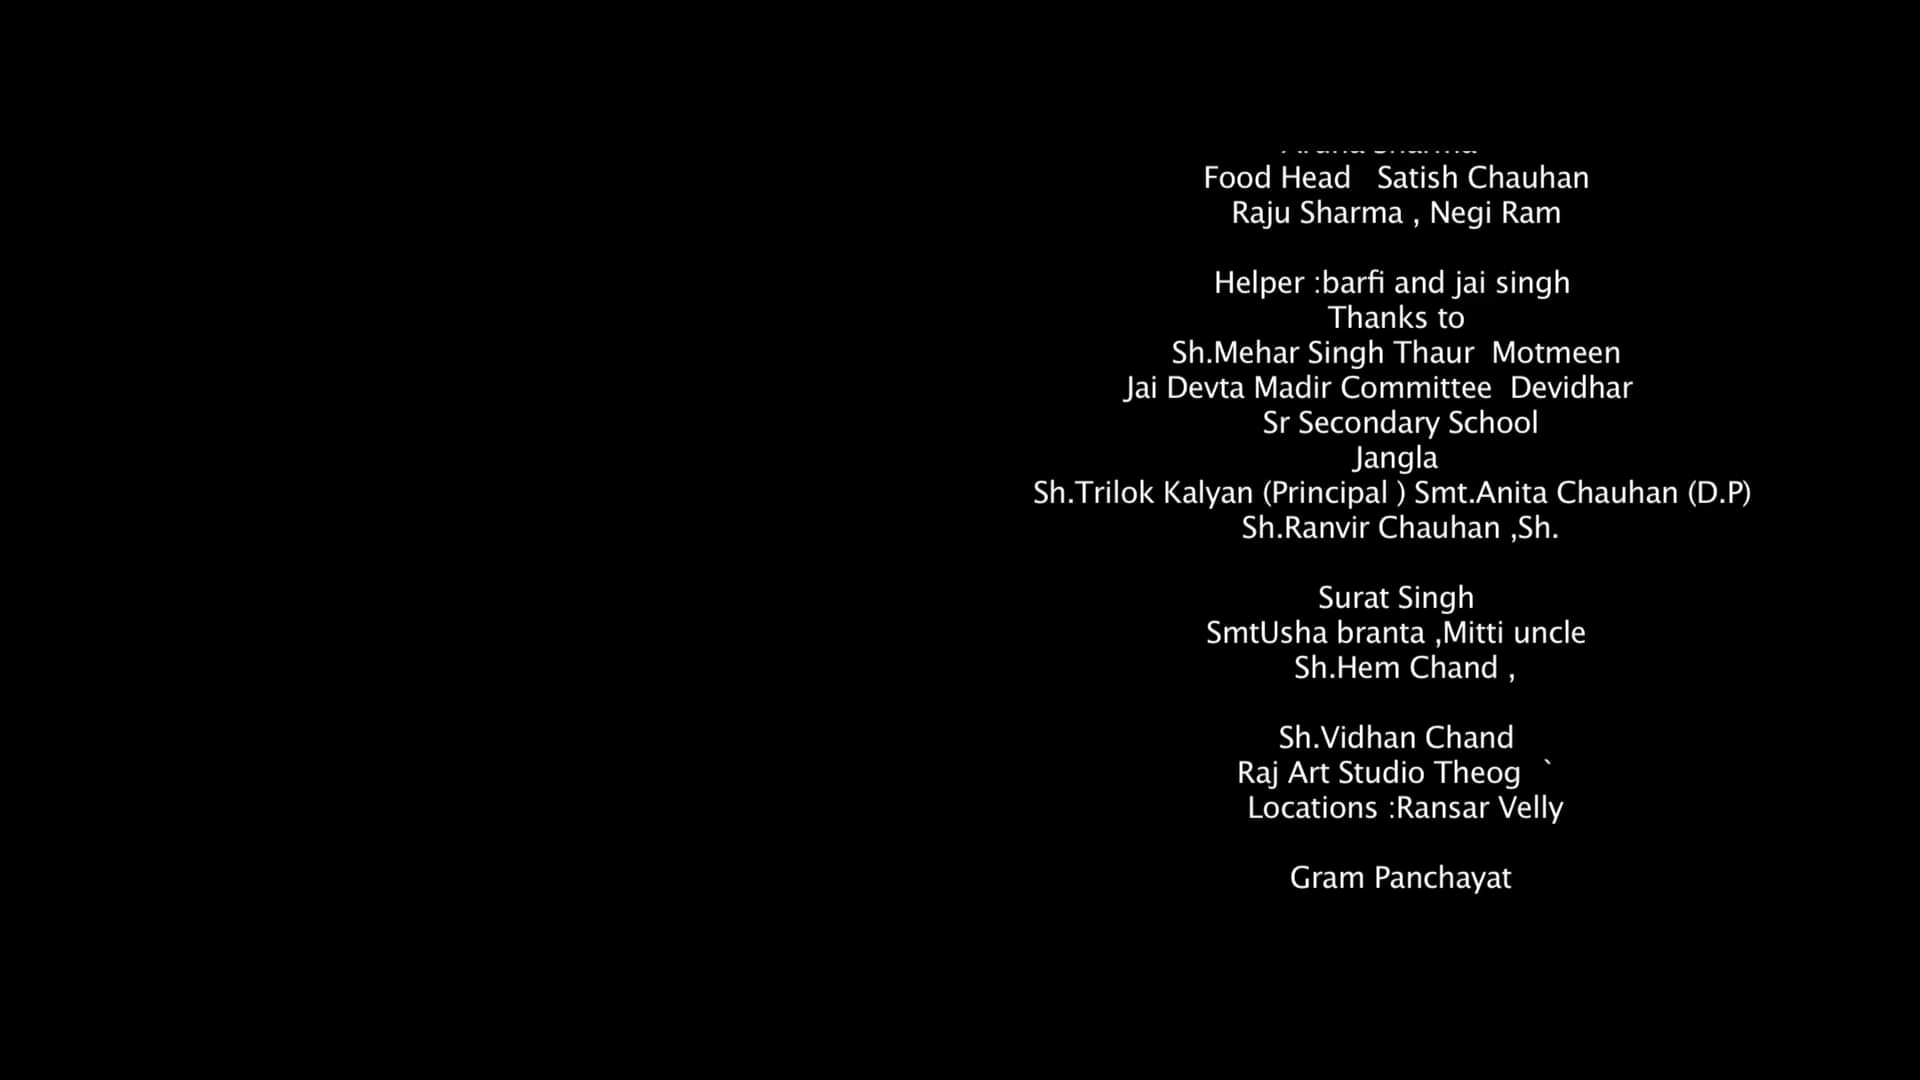 Food Head   Satish Chauhan
Raju Sharma , Negi Ram
Helper :barfi and jai singh
Thanks to
Sh.Mehar Singh Thaur  Motmeen
Jai Devta Madir Committee  Devidhar
Sr Secondary School
Jangla
Sh.Trilok Kalyan (Principal ) Smt.Anita Chauhan (D.P)
Sh.Ranvir Chauhan ,Sh.
Surat Singh
SmtUsha branta ,Mitti uncle
Sh.Hem Chand ,
Sh.Vidhan Chand
Raj Art Studio Theog  `
Locations :Ransar Velly
Gram Panchayat